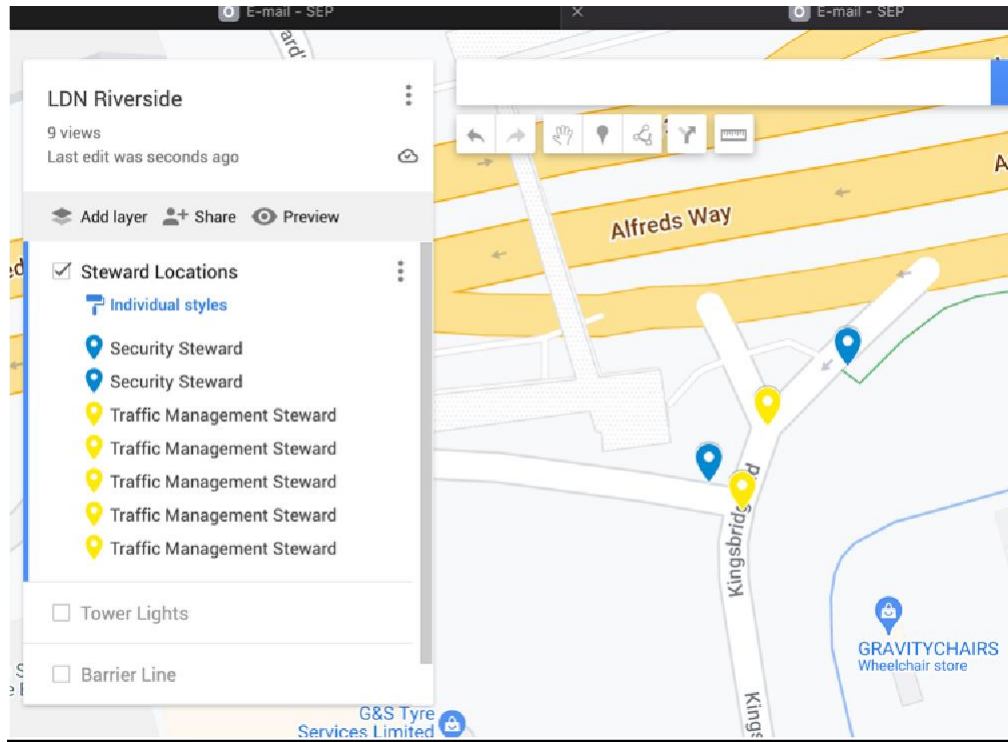 E-mail - SEP
E-mail - SEP
LDN Riverside
9 views
Last edit was seconds ago
Add layer Share Preview
Steward Locations
Individual styles
Security Steward
Security Steward
Traffic Management Steward
Traffic Management Steward
Traffic Management Steward
Traffic Management Steward
Traffic Management Steward
Tower Lights
Barrier Line
Alfreds Way
Kingsbridge
GRAVITYCHAIRS
Wheelchair store
G&S Tyre
Services Limited
Kings